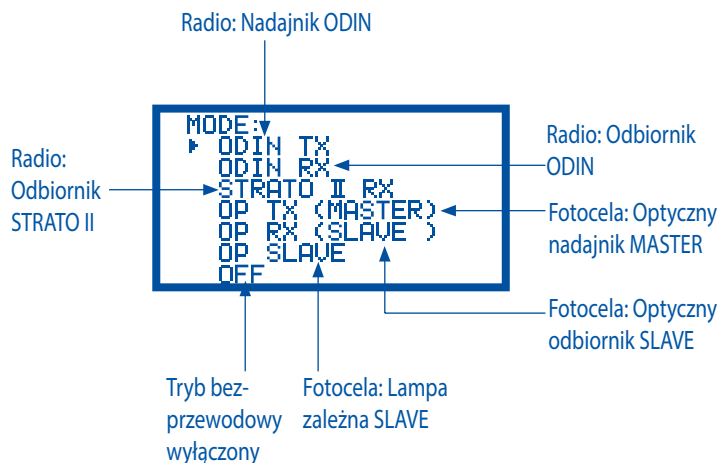 Radio: Nadajnik ODIN
MODE:
ODIN TX
ODIN RX
STRATO II RX
OP TX (MASTER)
OP RX (SLAVE )
OP SLAVE
OFF
Radio:
Odbiornik
STRATO II
Radio: Odbiornik
ODIN
Fotocela: Optyczny
nadajnik MASTER
Fotocela: Optyczny
odbiornik SLAVE
Tryb bez-
przewodowy
wyłączony
Fotocela: Lampa
zależna SLAVE